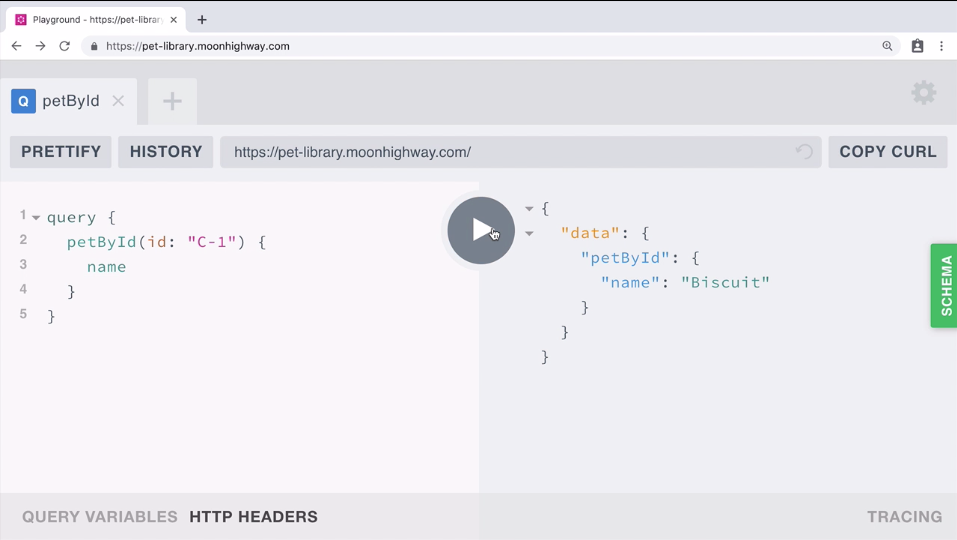 Playground - https://pet-library
https://pet-library.moonhighway.com
Q petById
PRETTIFY HISTORY https://pet-library.moonhighway.com/ COPY CURL
1 query {
2 petById(id: "C-1") {
3 name
4 }
5 }
{
"data": {
"petById": {
"name": "Biscuit"
}
}
}
SCHEMA
QUERY VARIABLES HTTP HEADERS TRACING